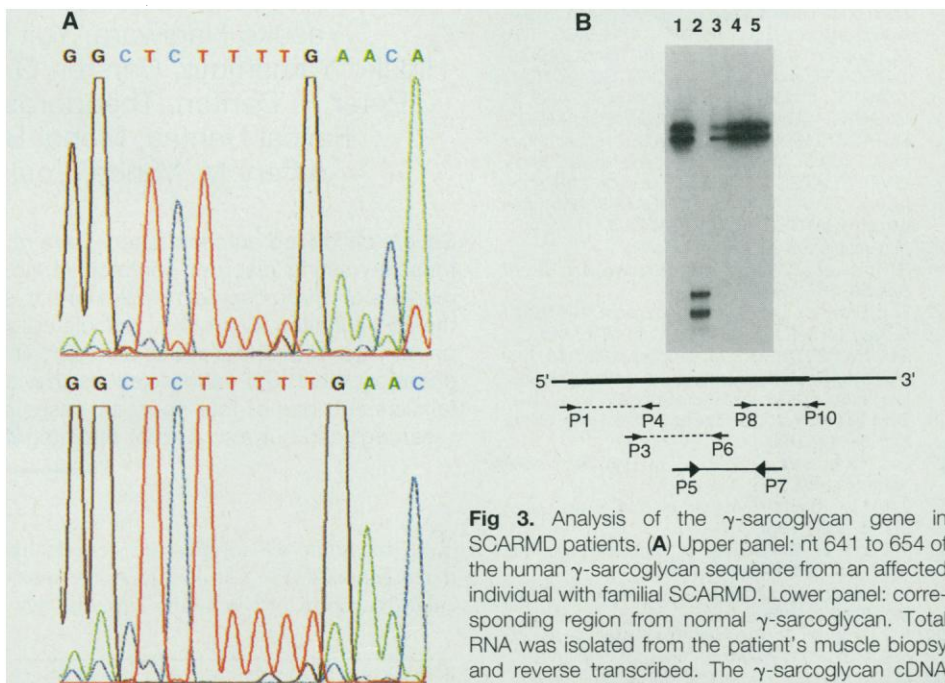 A
G G C T C T T T T G A A C A
G G C T C T T T T T G A A C
B
1 2 3 4 5
5' 3'
P1 P4 P8 P10
P3 P6
P5 P7
Fig 3. Analysis of the γ-sarcoglycan gene in
SCARMD patients. (A) Upper panel: nt 641 to 654 of
the human γ-sarcoglycan sequence from an affected
individual with familial SCARMD. Lower panel: corre-
sponding region from normal γ-sarcoglycan. Total
RNA was isolated from the patient's muscle biopsy
and reverse transcribed. The γ-sarcoglycan cDNA